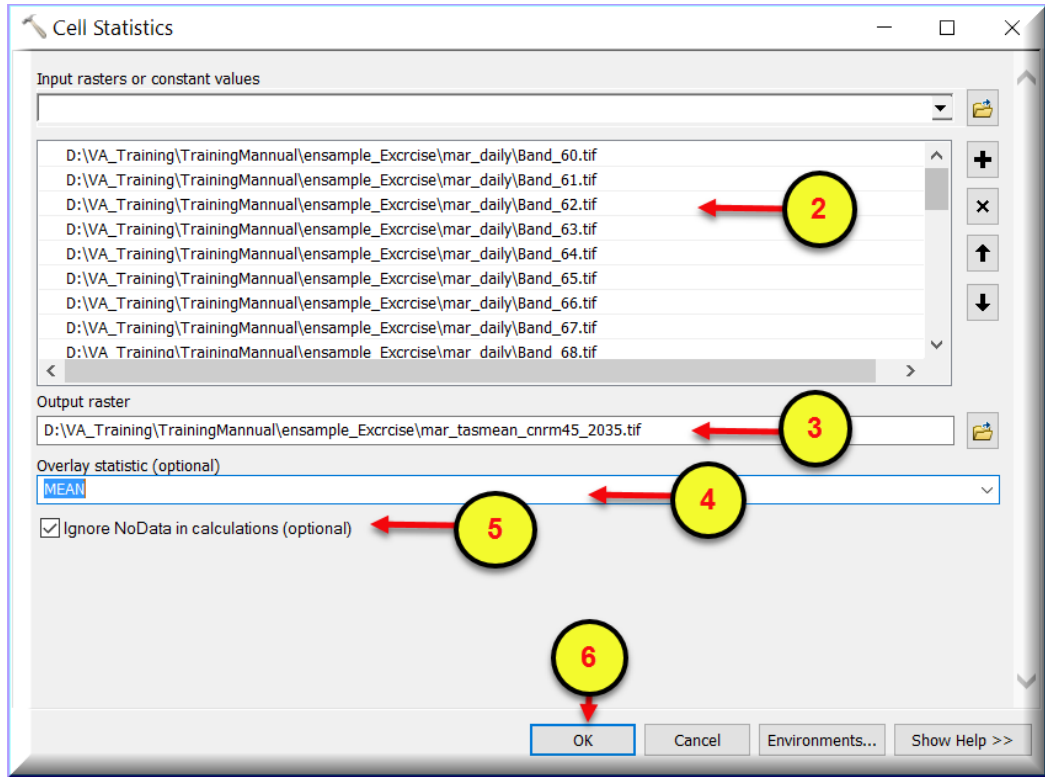 Cell Statistics
Input rasters or constant values
D:\VA_Training\TrainingMannual\ensample_Excrcise\mar_daily\Band_60.tif
D:\VA_Training\TrainingMannual\ensample_Excrcise\mar_daily\Band_61.tif
D:\VA_Training\TrainingMannual\ensample_Excrcise\mar_daily\Band_62.tif
2
D:\VA_Training\TrainingMannual\ensample_Excrcise\mar_daily\Band_63.tif
D:\VA_Training\TrainingMannual\ensample_Excrcise\mar_daily\Band_64.tif
D:\VA_Training\TrainingMannual\ensample_Excrcise\mar_daily\Band_65.tif
D:\VA_Training\TrainingMannual\ensample_Excrcise\mar_daily\Band_66.tif
D:\VA_Training\TrainingMannual\ensample_Excrcise\mar_daily\Band_67.tif
D:\VA_Training\TrainingMannual\ensample_Excrcise\mar_daily\Band_68.tif
Output raster
D:\VA_Training\TrainingMannual\ensample_Excrcise\mar_tasmean_cnrm45_2035.tif
3
Overlay statistic (optional)
MEAN
4
Ignore NoData in calculations (optional)
5
6
OK Cancel Environments... Show Help >>